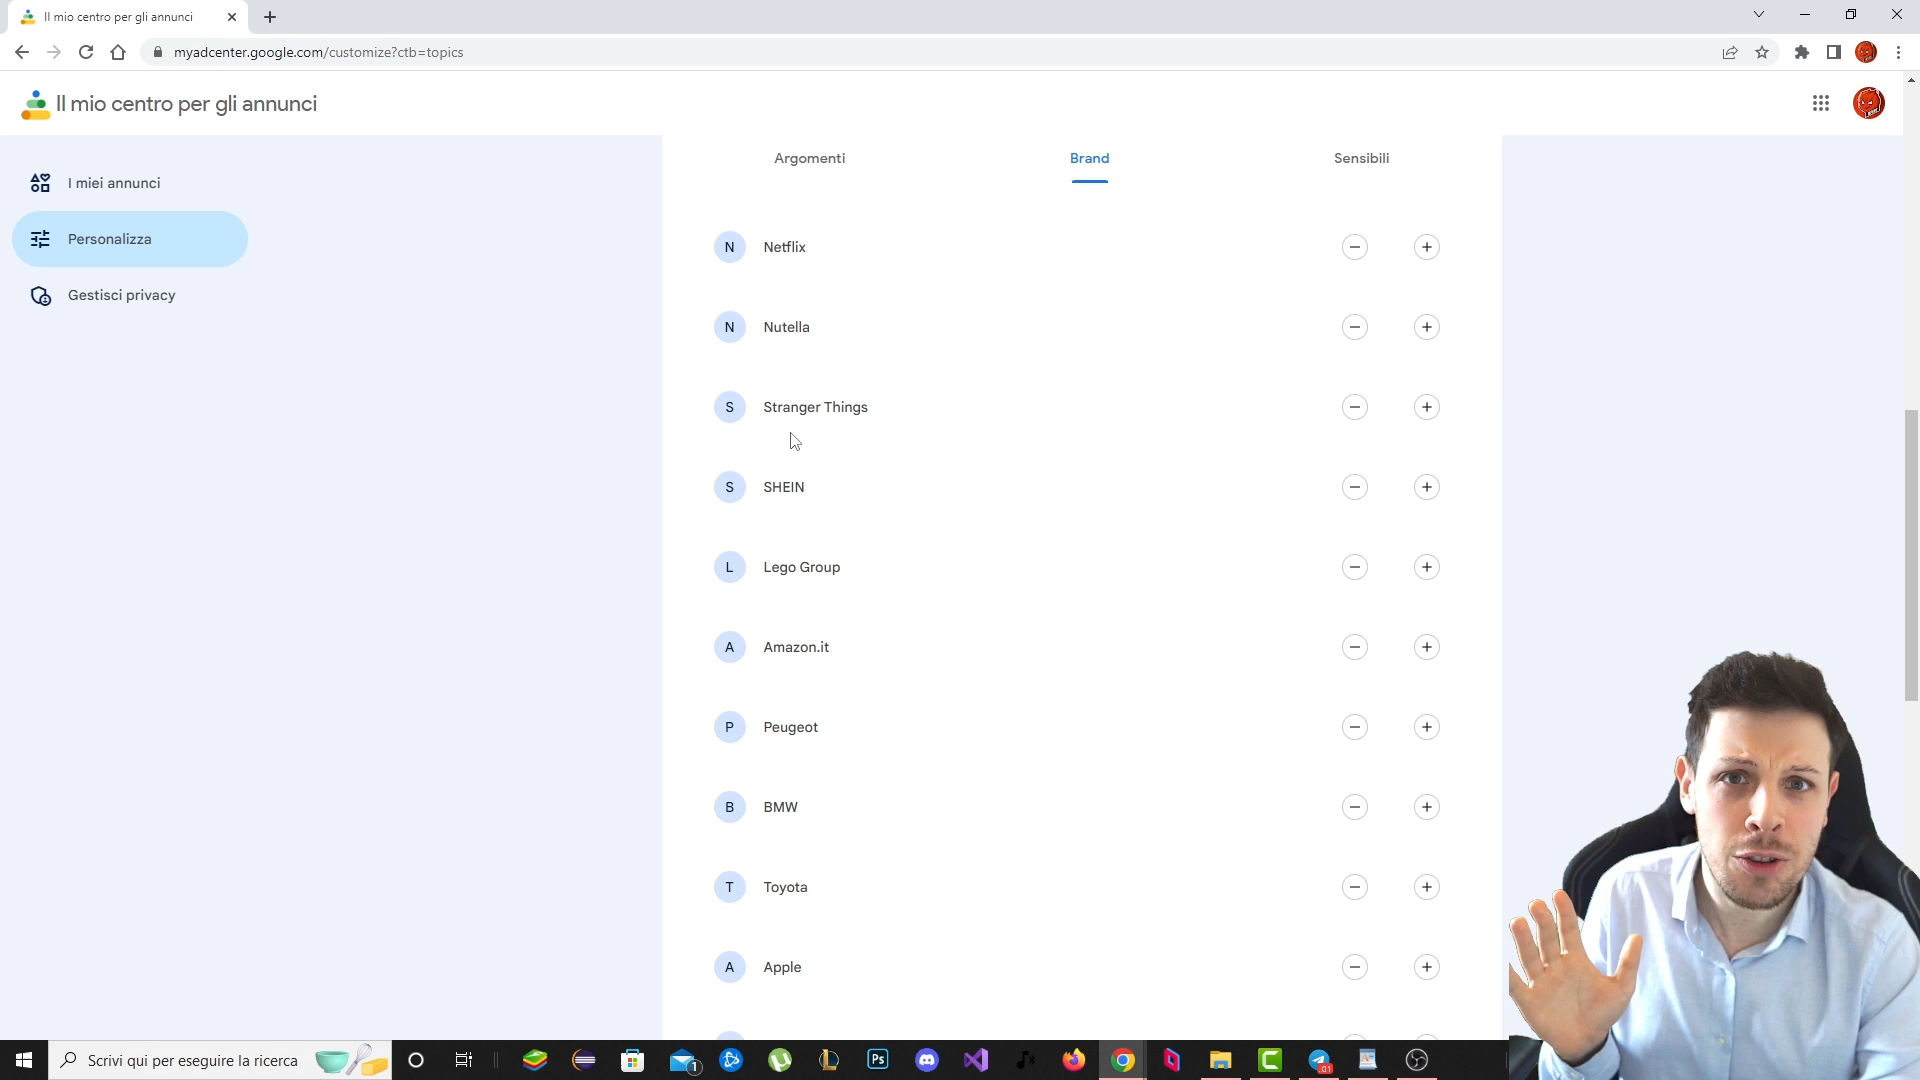 Il mio centro per gli annunci
myadcenter.google.com/customize?ctb=topics
Il mio centro per gli annunci
I miei annunci
Personalizza
Gestisci privacy
Argomenti Brand Sensibili
N Netflix
N Nutella
S Stranger Things
S SHEIN
L Lego Group
A Amazon.it
P Peugeot
B BMW
T Toyota
A Apple
Scrivi qui per eseguire la ricerca
1
Ps